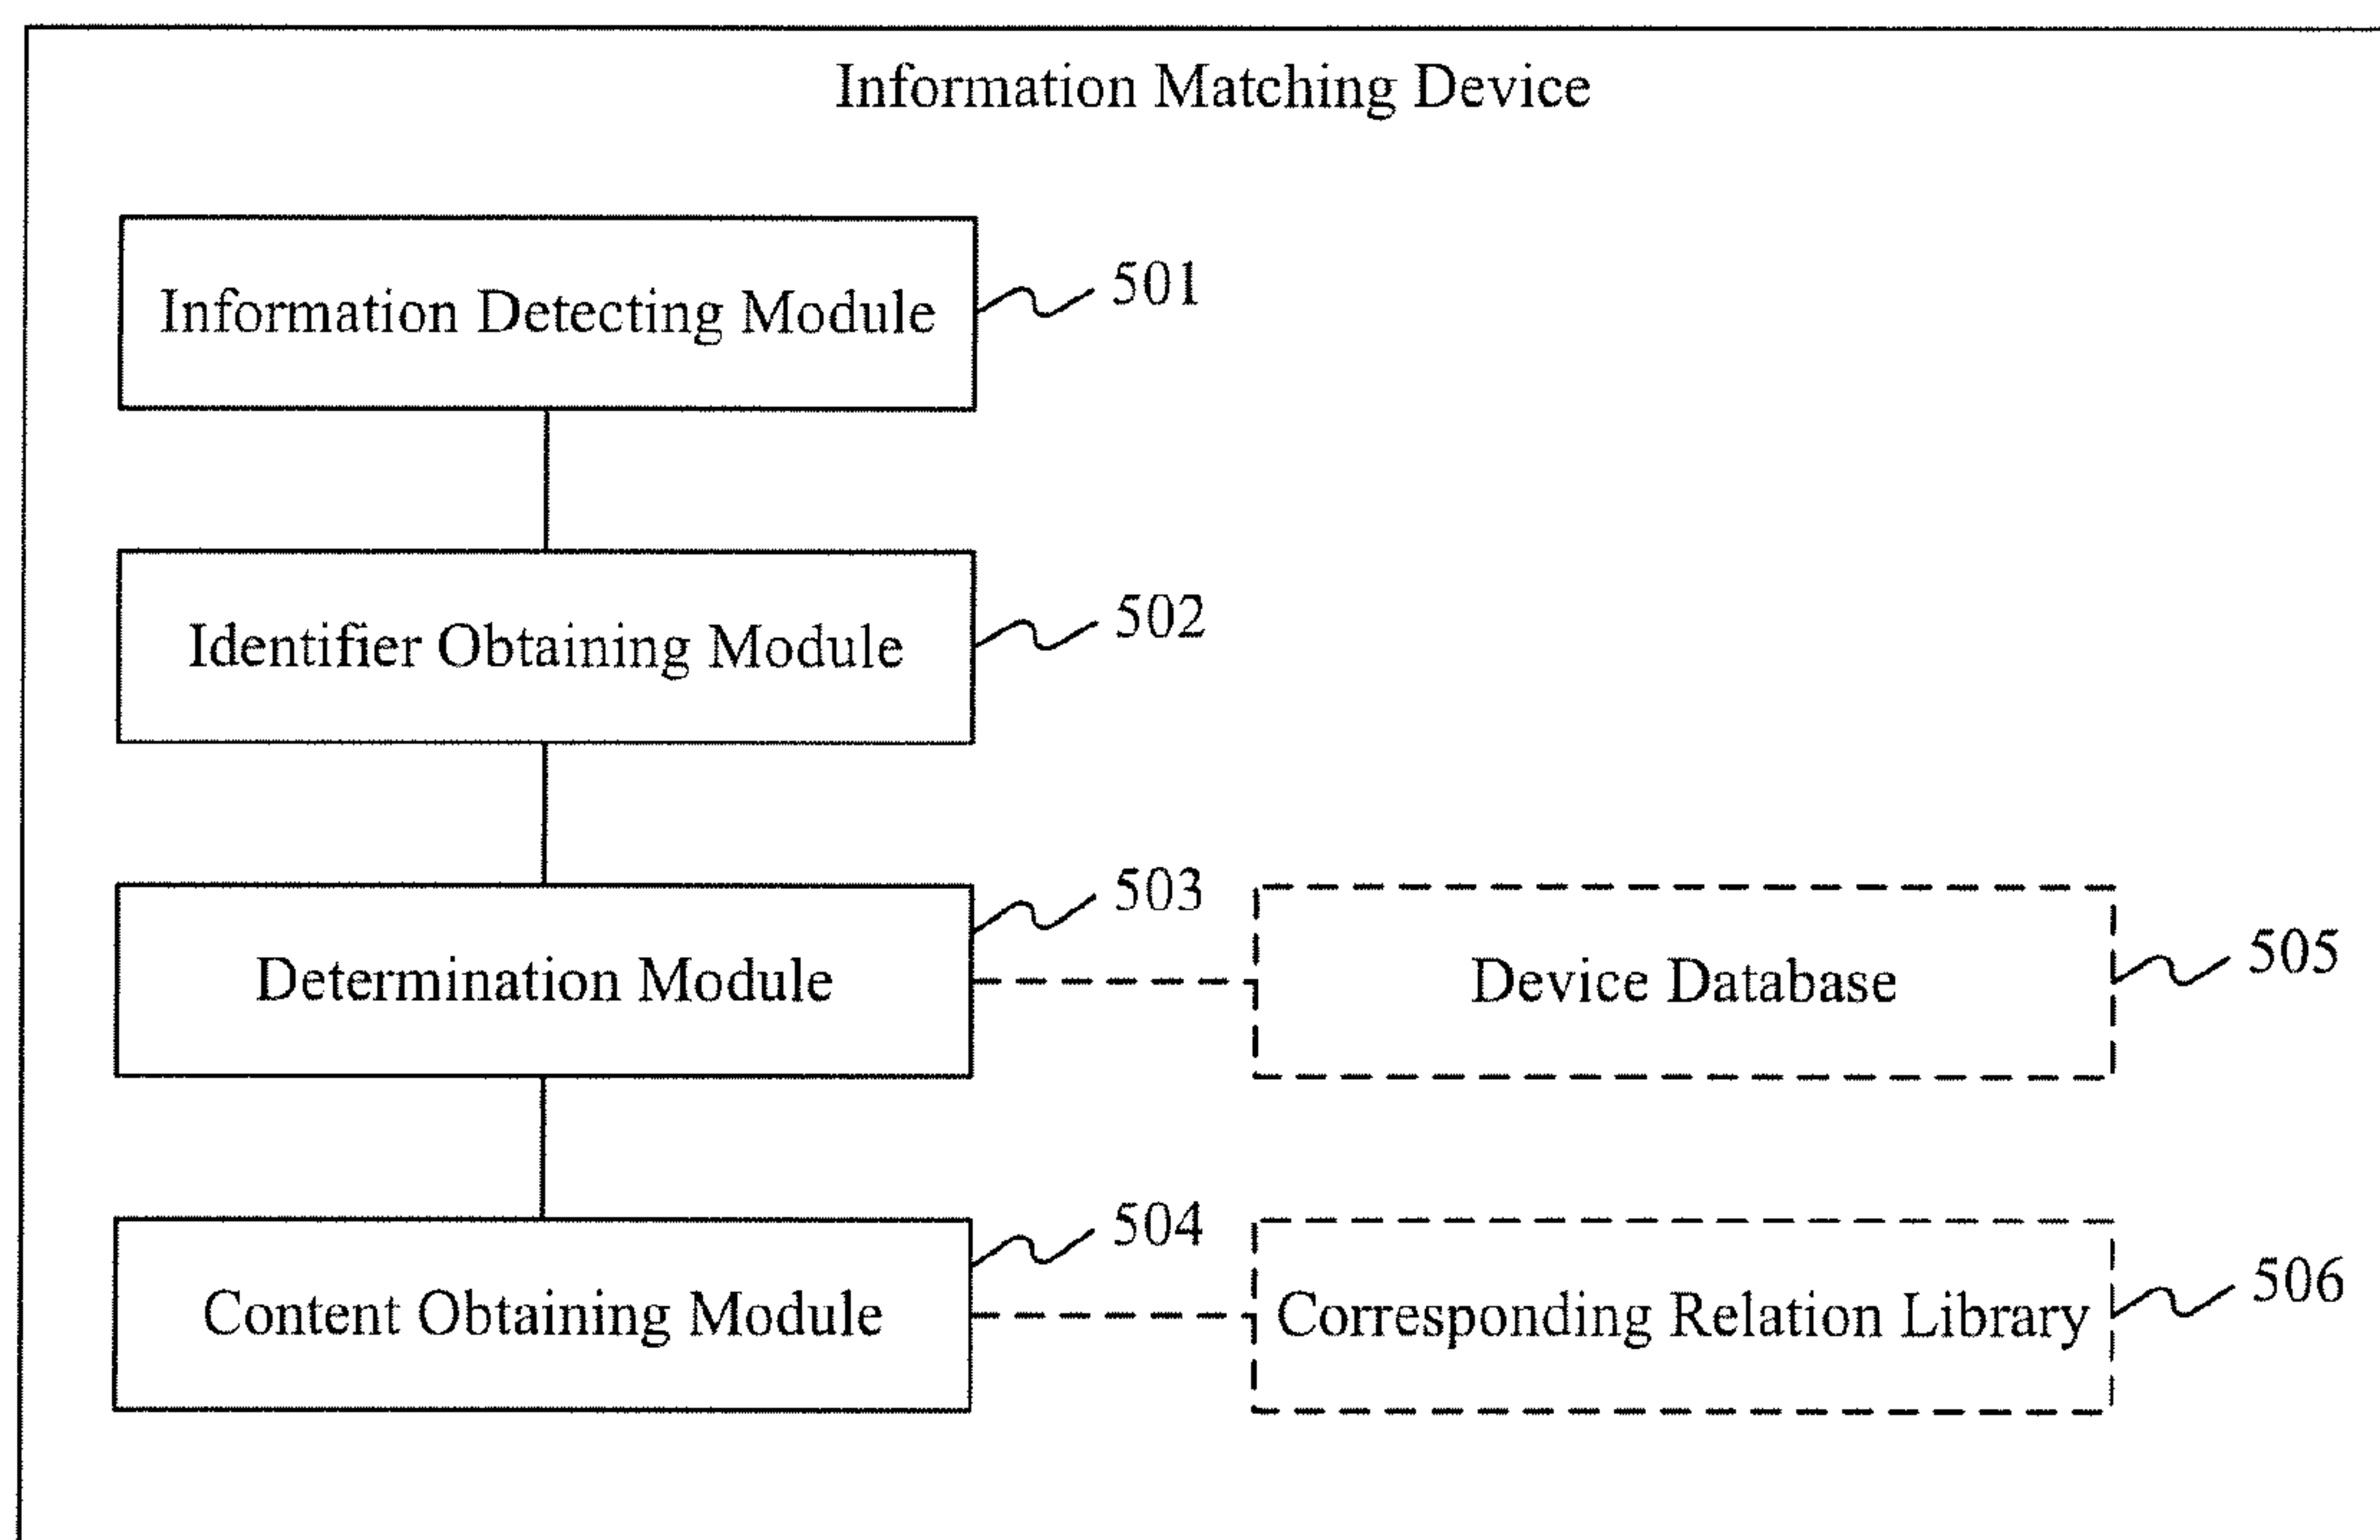 Information Matching Device
Information Detecting Module
501
Identifier Obtaining Module
502
Determination Module
503
Device Database
505
Content Obtaining Module
504
Corresponding Relation Library
506